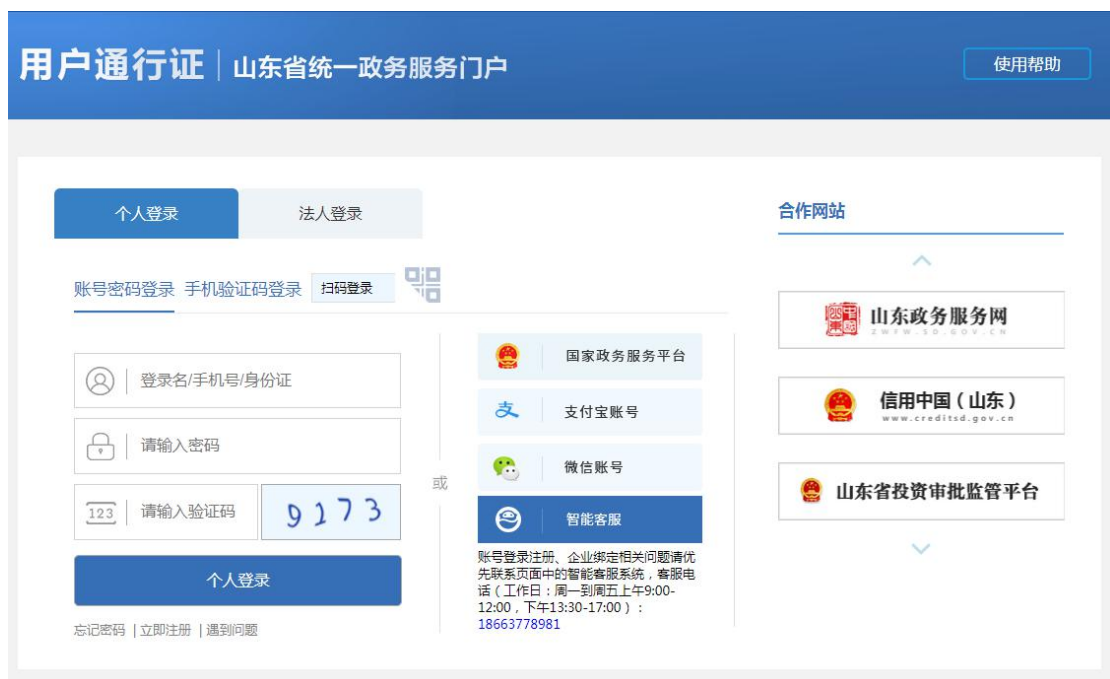 用户通行证 | 山东省统一政务服务门户
使用帮助
个人登录
法人登录
账号密码登录 手机验证码登录 扫码登录
登录名/手机号/身份证
请输入密码
123 请输入验证码 9173
个人登录
忘记密码 | 立即注册 | 遇到问题
或
国家政务服务平台
支 支付宝账号
微信账号
智能客服
账号登录注册、企业绑定相关问题请优
先联系页面中的智能客服系统，客服电
话（工作日：周一到周五上午9:00-
12:00，下午13:30-17:00）：
18663778981
合作网站
山东政务服务网
ZWFW.SD.GOV.CN
信用中国（山东）
www.creditsd.gov.cn
山东省投资审批监管平台